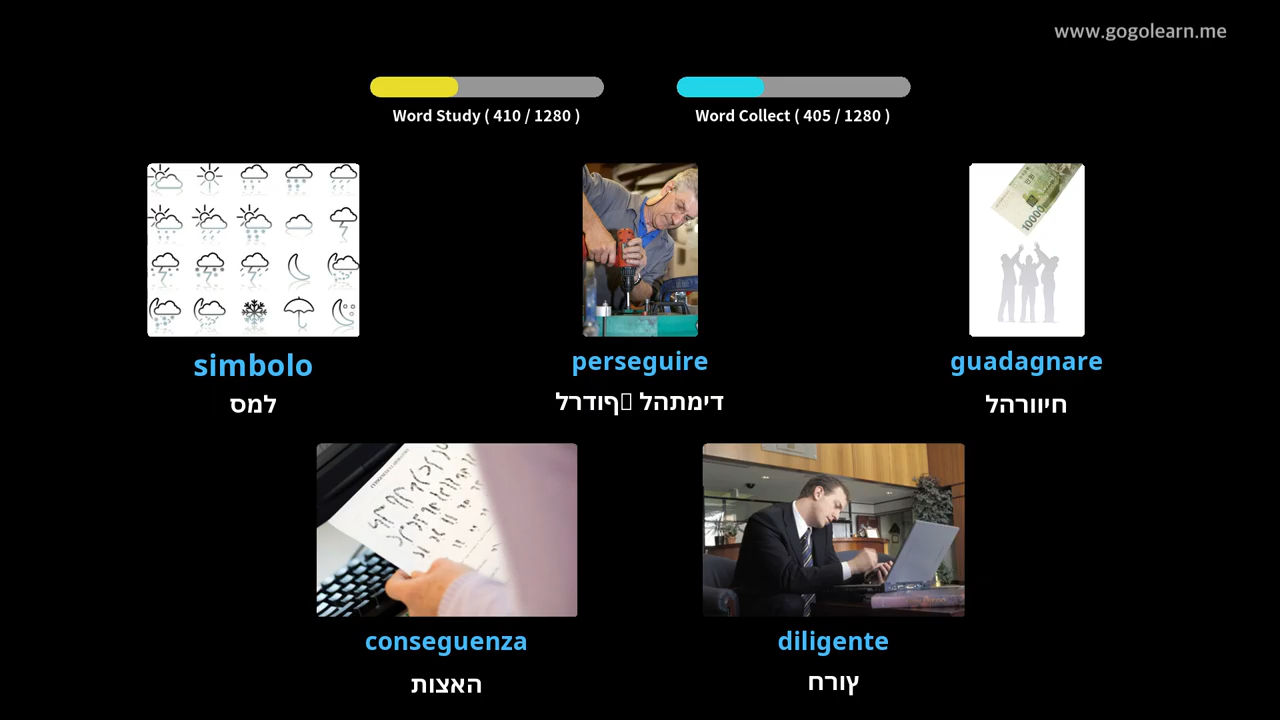 www.gogolearn.me
Word Study ( 410 / 1280 )
Word Collect ( 405 / 1280 )
simbolo
perseguire
guadagnare
למס
דימתהל ףודרל
חיוורהל
conseguenza
diligente
האצות
ץורח